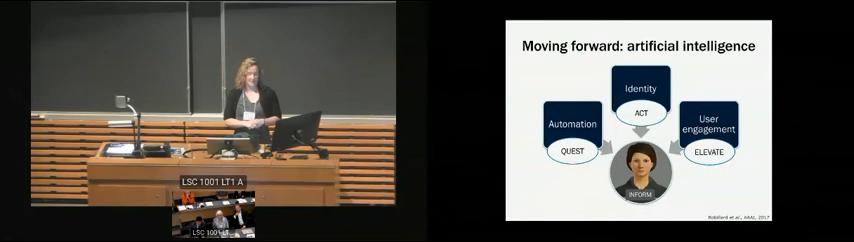 Moving forward: artificial intelligence
Identity
ACT
Automation
QUEST
User
engagement
ELEVATE
INFORM
Robillard et al., AAAI, 2017
LSC 1001 LT1 A
LSC 1001 LT